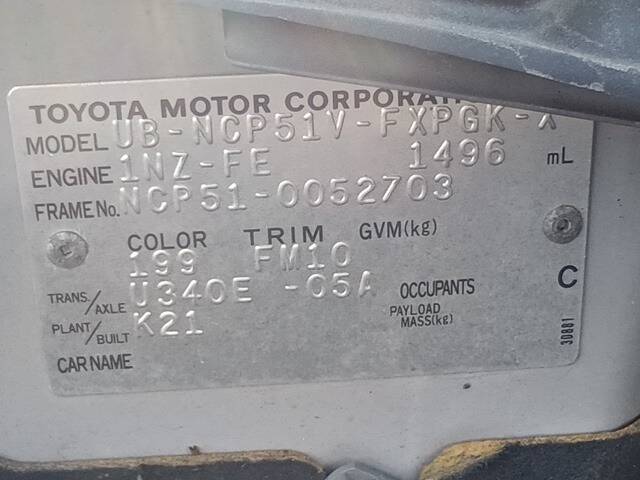 TOYOTA MOTOR CORPORAT
MODEL UB-NCP51V-FXPGK-X
ENGINE 1NZ-FE 1496 mL
FRAME No. NCP51-0052703
COLOR TRIM GVM(kg)
199 FM10
TRANS./AXLE U340E -05A OCCUPANTS C
PLANT/BUILT K21 PAYLOAD MASS(kg)
CAR NAME
30881